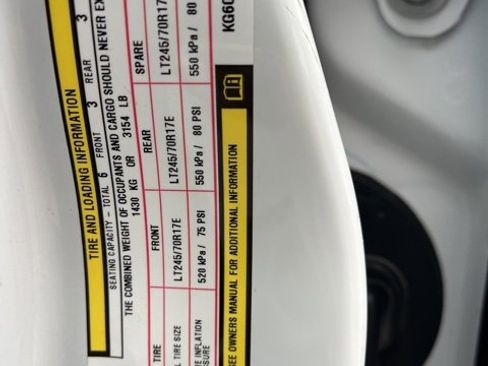 TIRE AND LOADING INFORMATION
SEATING CAPACITY - TOTAL 6 FRONT 3 REAR 3
THE COMBINED WEIGHT OF OCCUPANTS AND CARGO SHOULD NEVER EX
1430 KG OR 3154 LB
TIRE FRONT REAR SPARE
TIRE SIZE LT245/70R17E LT245/70R17E LT245/70R17
INFLATION 520 kPa / 75 PSI 550 kPa / 80 PSI 550 kPa / 80
SEE OWNERS MANUAL FOR ADDITIONAL INFORMATION